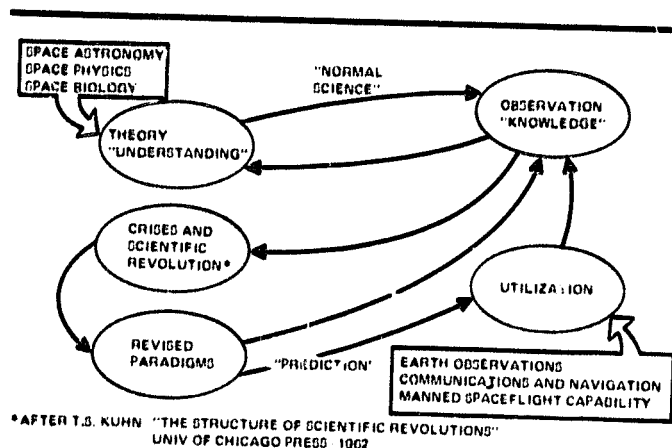 SPACE ASTRONOMY
SPACE PHYSICS
SPACE BIOLOGY
"NORMAL
SCIENCE"
OBSERVATION
"KNOWLEDGE"
THEORY
"UNDERSTANDING"
CRISES AND
SCIENTIFIC
REVOLUTION*
UTILIZATION
REVISED
PARADIGMS
"PREDICTION"
EARTH OBSERVATIONS
COMMUNICATIONS AND NAVIGATION
MANNED SPACEFLIGHT CAPABILITY
*AFTER T.S. KUHN "THE STRUCTURE OF SCIENTIFIC REVOLUTIONS"
UNIV OF CHICAGO PRESS 1962